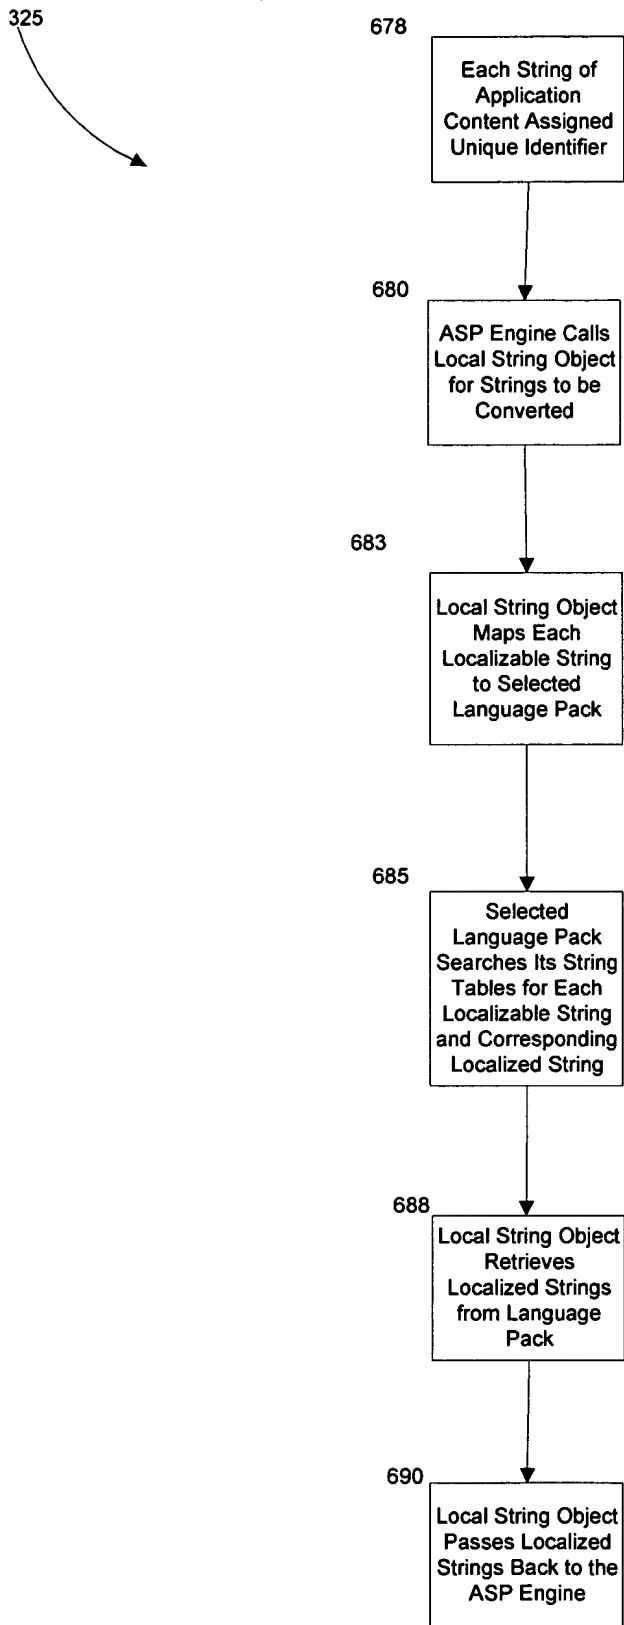 325
678
Each String of
Application
Content Assigned
Unique Identifier
680
ASP Engine Calls
Local String Object
for Strings to be
Converted
683
Local String Object
Maps Each
Localizable String
to Selected
Language Pack
685
Selected
Language Pack
Searches Its String
Tables for Each
Localizable String
and Corresponding
Localized String
688
Local String Object
Retrieves
Localized Strings
from Language
Pack
690
Local String Object
Passes Localized
Strings Back to the
ASP Engine